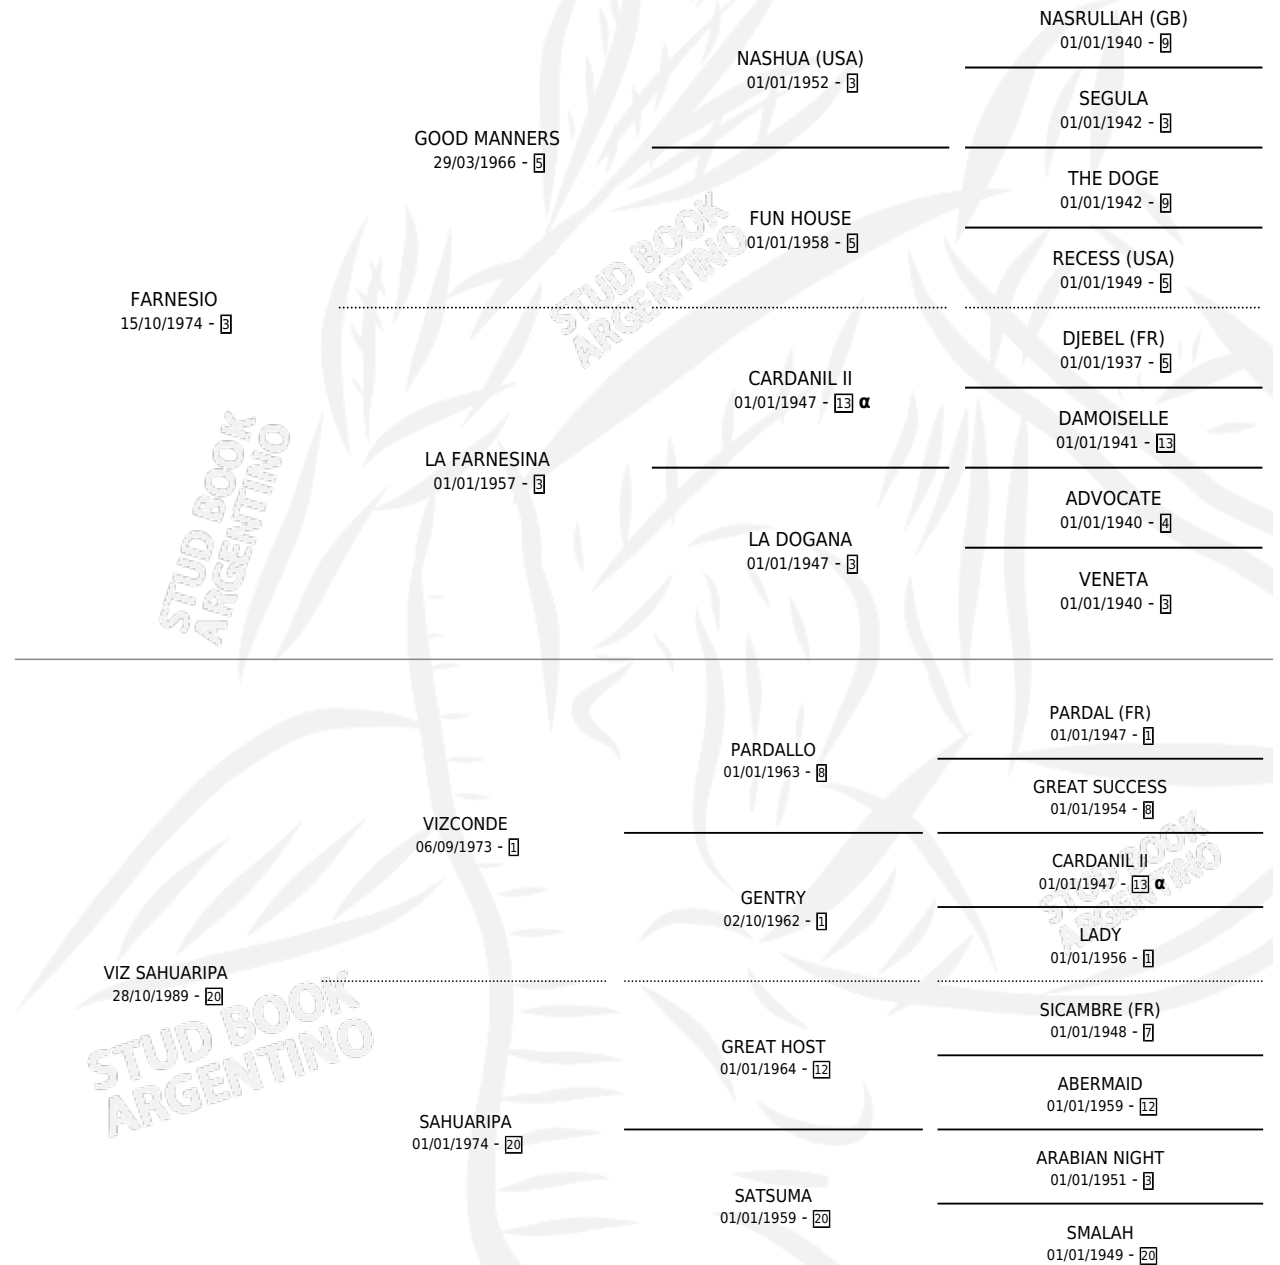 NASRULLAH (GB)
01/01/1940 - 9
NASHUA (USA)
01/01/1952 - 3
SEGULA
01/01/1942 - 3
GOOD MANNERS
29/03/1966 - 5
THE DOGE
01/01/1942 - 9
FUN HOUSE
01/01/1958 - 5
RECESS (USA)
01/01/1949 - 5
FARNESIO
15/10/1974 - 3
DJEBEL (FR)
01/01/1937 - 5
CARDANIL II
01/01/1947 - 13 α
DAMOISELLE
01/01/1941 - 13
LA FARNESINA
01/01/1957 - 3
ADVOCATE
01/01/1940 - 4
LA DOGANA
01/01/1947 - 3
VENETA
01/01/1940 - 3
PARDAL (FR)
01/01/1947 - 1
PARDALLO
01/01/1963 - 8
GREAT SUCCESS
01/01/1954 - 8
VIZCONDE
06/09/1973 - 1
CARDANIL II
01/01/1947 - 13 α
GENTRY
02/10/1962 - 1
LADY
01/01/1956 - 1
VIZ SAHUARIPA
28/10/1989 - 20
SICAMBRE (FR)
01/01/1948 - 7
GREAT HOST
01/01/1964 - 12
ABERMAID
01/01/1959 - 12
SAHUARIPA
01/01/1974 - 20
ARABIAN NIGHT
01/01/1951 - 3
SATSUMA
01/01/1959 - 20
SMALAH
01/01/1949 - 20
STUD BOOK
ARGENTINO
STUD BOOK
ARGENTINO
STUD BOOK
ARGENTINO
STUD BOOK
ARGENTINO